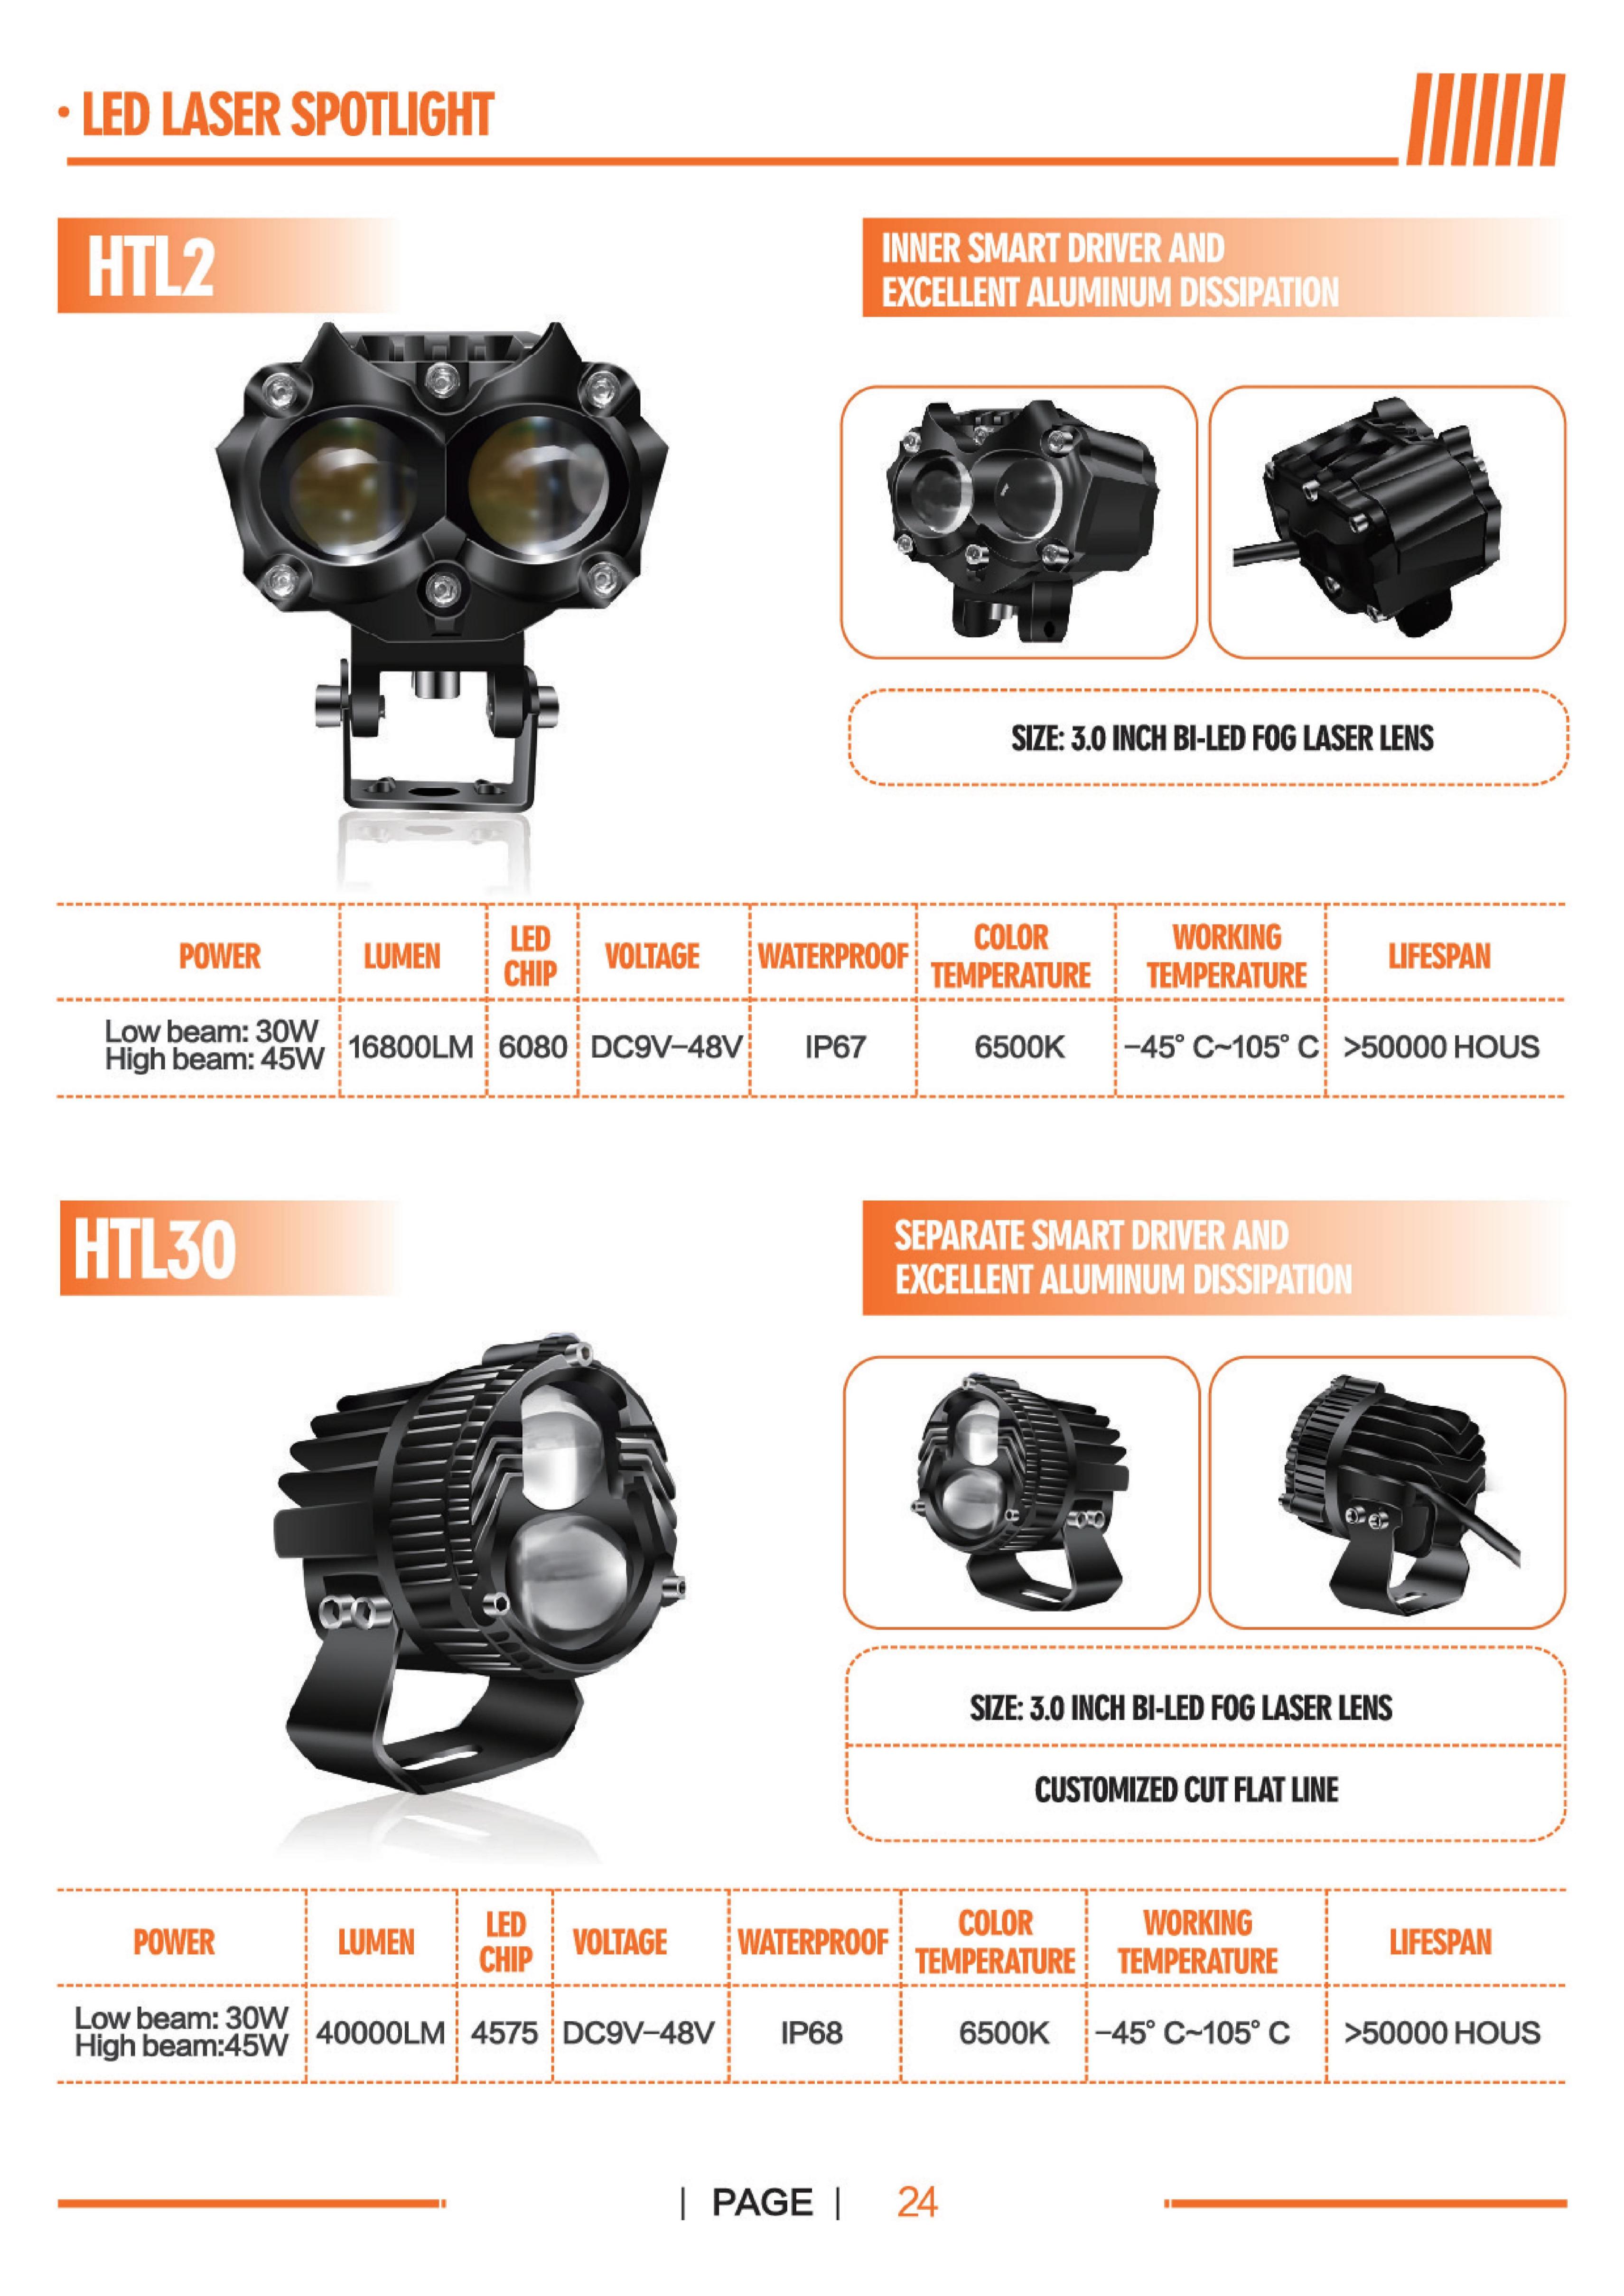 · LED LASER SPOTLIGHT
HTL2
INNER SMART DRIVER AND
EXCELLENT ALUMINUM DISSIPATION
SIZE: 3.0 INCH BI-LED FOG LASER LENS
POWER LUMEN LED CHIP VOLTAGE WATERPROOF COLOR TEMPERATURE WORKING TEMPERATURE LIFESPAN
Low beam: 30W
High beam: 45W
16800LM 6080 DC9V-48V IP67 6500K -45° C~105° C >50000 HOUS
HTL30
SEPARATE SMART DRIVER AND
EXCELLENT ALUMINUM DISSIPATION
SIZE: 3.0 INCH BI-LED FOG LASER LENS
CUSTOMIZED CUT FLAT LINE
POWER LUMEN LED CHIP VOLTAGE WATERPROOF COLOR TEMPERATURE WORKING TEMPERATURE LIFESPAN
Low beam: 30W
High beam:45W
40000LM 4575 DC9V-48V IP68 6500K -45° C~105° C >50000 HOUS
| PAGE | 24